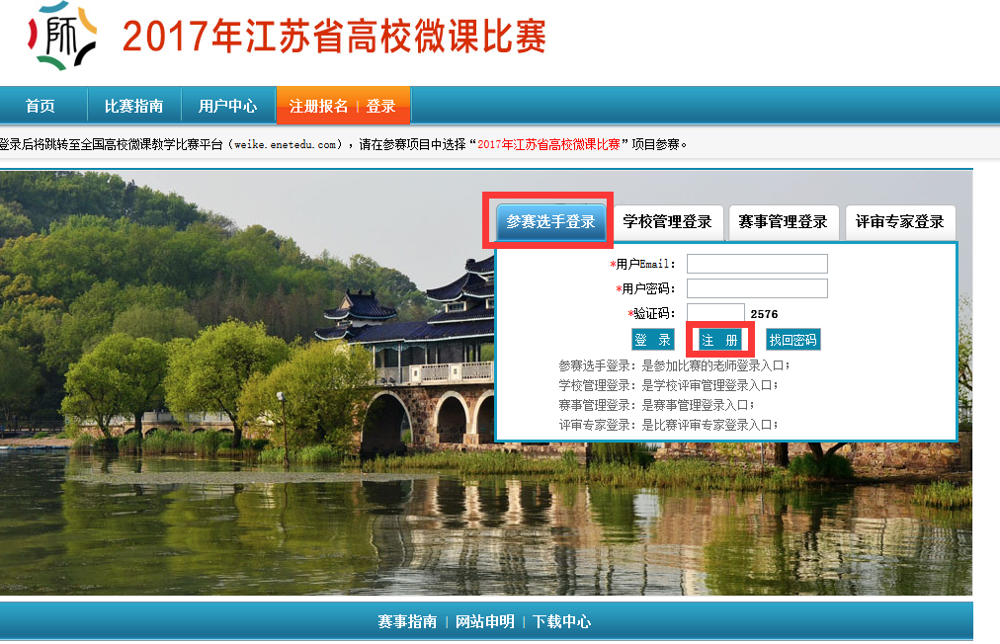 師
2017年江苏省高校微课比赛
首页 比赛指南 用户中心 注册报名 | 登录
登录后将跳转至全国高校微课教学比赛平台（weike.enetedu.com），请在参赛项目中选择“2017年江苏省高校微课比赛”项目参赛。
参赛选手登录 学校管理登录 赛事管理登录 评审专家登录
*用户Email：
*用户密码：
*验证码： 2576
登 录 注 册 找回密码
参赛选手登录：是参加比赛的老师登录入口；
学校管理登录：是学校评审管理登录入口；
赛事管理登录：是赛事管理登录入口；
评审专家登录：是比赛评审专家登录入口；
赛事指南 | 网站申明 | 下载中心